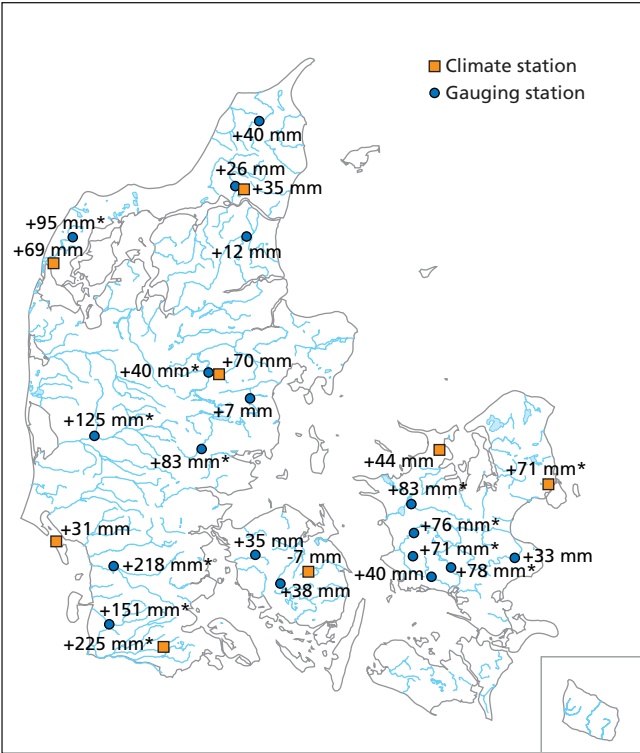 Climate station
Gauging station
+40 mm
+26 mm
+35 mm
+95 mm*
+69 mm
+12 mm
+70 mm
+40 mm*
+7 mm
+125 mm*
+83 mm*
+44 mm
+71 mm*
+83 mm*
+31 mm
+76 mm*
+35 mm
-7 mm
+71 mm*
+33 mm
+218 mm*
+40 mm
+78 mm*
+38 mm
+151 mm*
+225 mm*